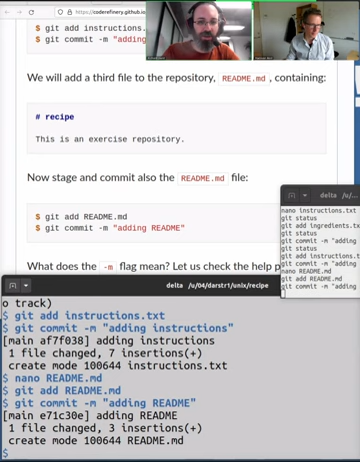 https://coderefinery.github.io
$ git add instructions.
$ git commit -m "adding
We will add a third file to the repository, README.md , containing:
# recipe
This is an exercise repository.
Now stage and commit also the README.md file:
$ git add README.md
$ git commit -m "adding README"
What does the -m flag mean? Let us check the help p
delta /u/...
nano instructions.txt
git status
git add ingredients.tx
git status
git commit -m "adding
git add instructions.t
git commit -m "adding
nano README.md
git add README.md
git commit -m "adding
delta /u/04/darstr1/unix/recipe
o track)
$ git add instructions.txt
$ git commit -m "adding instructions"
[main af7f038] adding instructions
1 file changed, 7 insertions(+)
create mode 100644 instructions.txt
$ nano README.md
$ git add README.md
$ git commit -m "adding README"
[main e71c30e] adding README
1 file changed, 3 insertions(+)
create mode 100644 README.md
$